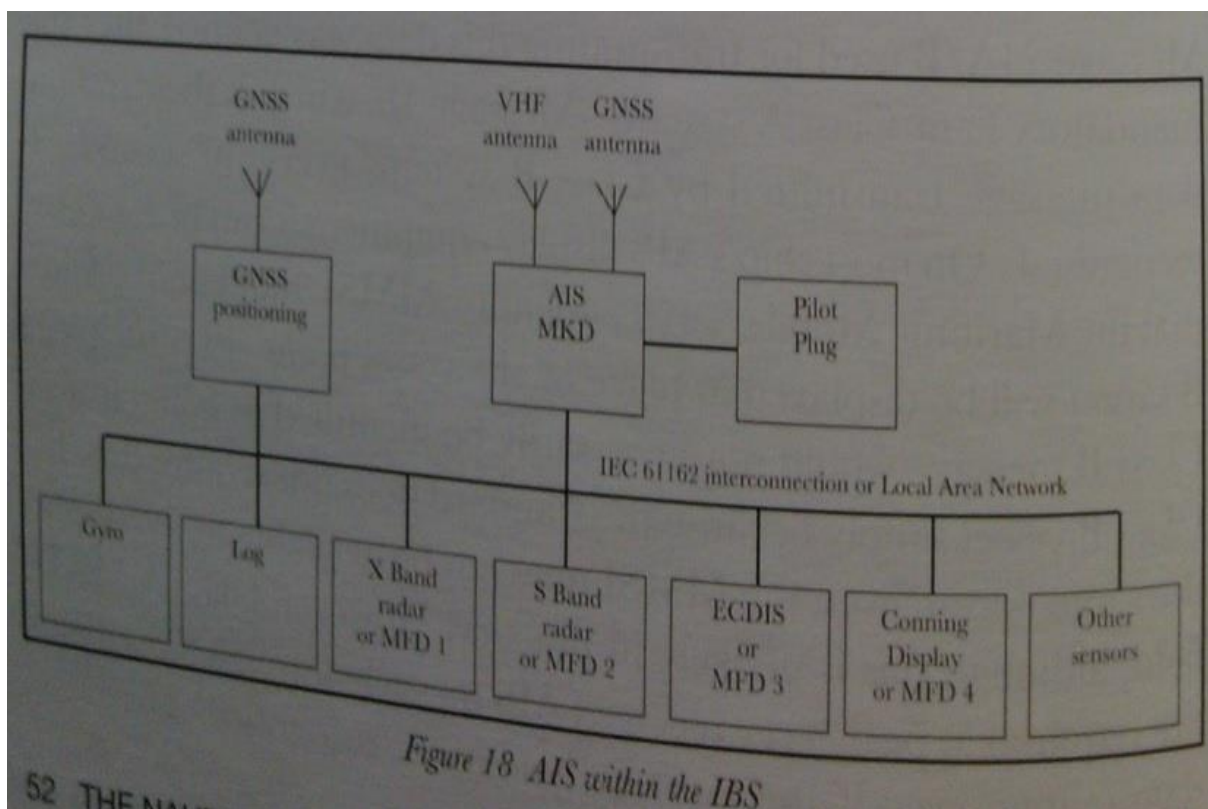 GNSS
antenna
VHF
antenna
GNSS
antenna
GNSS
positioning
AIS
MKD
Pilot
Plug
IEC 61162 interconnection or Local Area Network
Gyro
Log
X Band
radar
or MFD 1
S Band
radar
or MFD 2
ECDIS
or
MFD 3
Conning
Display
or MFD 4
Other
sensors
Figure 18 AIS within the IBS
52 THE